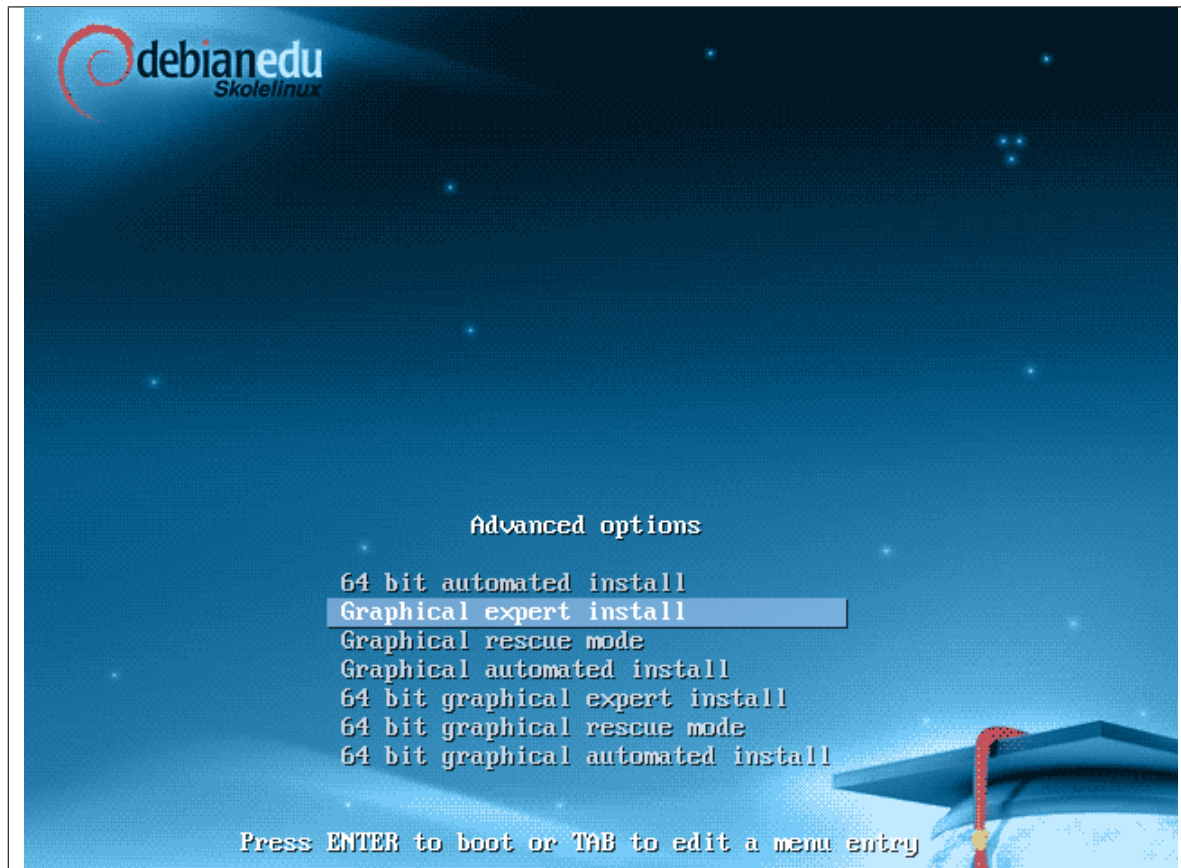 debianedu
Skolelinux
Advanced options
64 bit automated install
Graphical expert install
Graphical rescue mode
Graphical automated install
64 bit graphical expert install
64 bit graphical rescue mode
64 bit graphical automated install
Press ENTER to boot or TAB to edit a menu entry